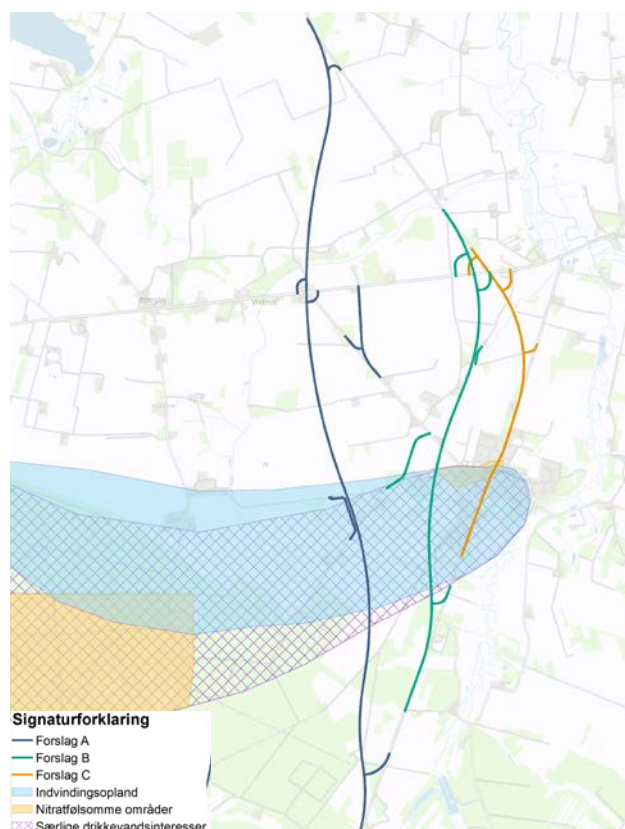 Signaturforklaring
Forslag A
Forslag B
Forslag C
Indvindingsopland
Nitratfølsomme områder
Særlige drikkevandsinteresser